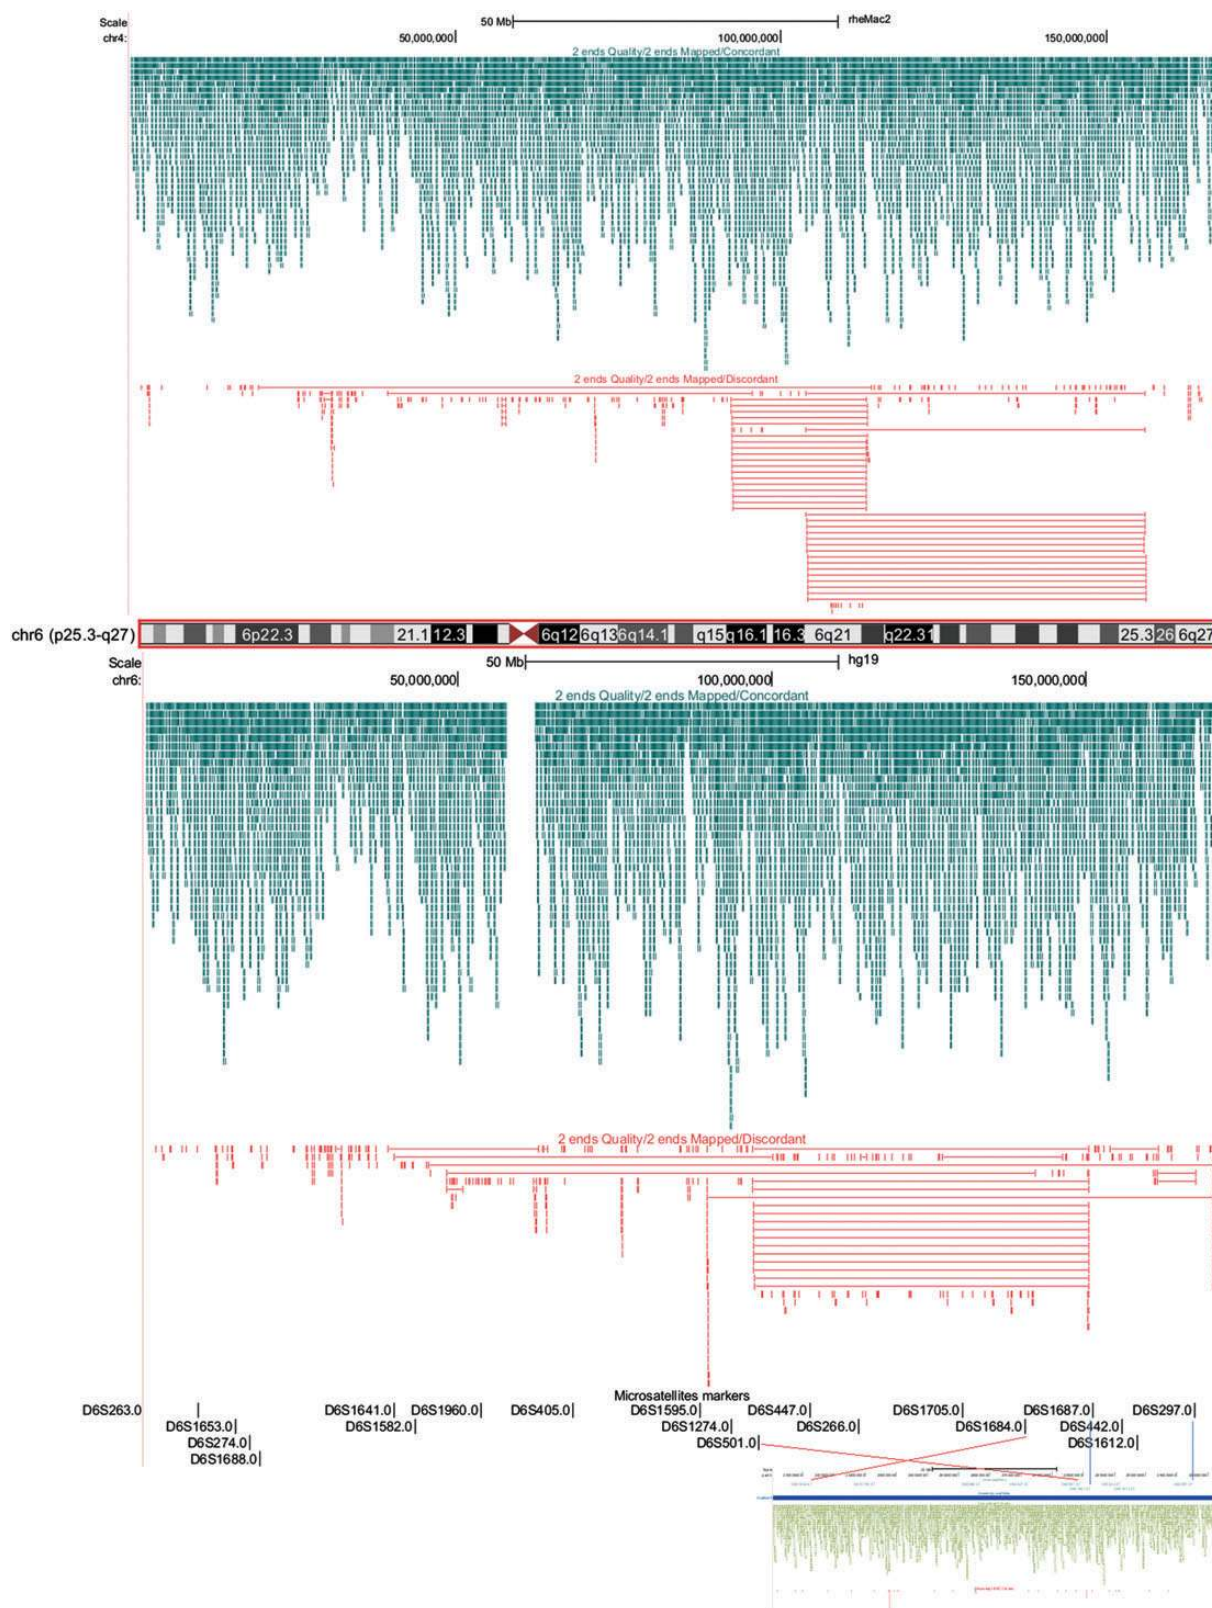 Scale 50 Mb rheMac2
chr4: 50,000,000 100,000,000 150,000,000
2 ends Quality/2 ends Mapped/Concordant
2 ends Quality/2 ends Mapped/Discordant
chr6 (p25.3-q27) 6p22.3 21.1 12.3 6q12 6q13 6q14.1 q15 q16.1 16.3 6q21 q22.31 25.3 26 6q27
Scale 50 Mb hg19
chr6: 50,000,000 100,000,000 150,000,000
2 ends Quality/2 ends Mapped/Concordant
2 ends Quality/2 ends Mapped/Discordant
Microsatellites markers
D6S263.0 D6S1641.0 D6S1960.0 D6S405.0 D6S1595.0 D6S447.0 D6S1705.0 D6S1687.0 D6S297.0
D6S1653.0 D6S1582.0 D6S1274.0 D6S266.0 D6S1684.0 D6S442.0
D6S274.0 D6S501.0 D6S1612.0
D6S1688.0